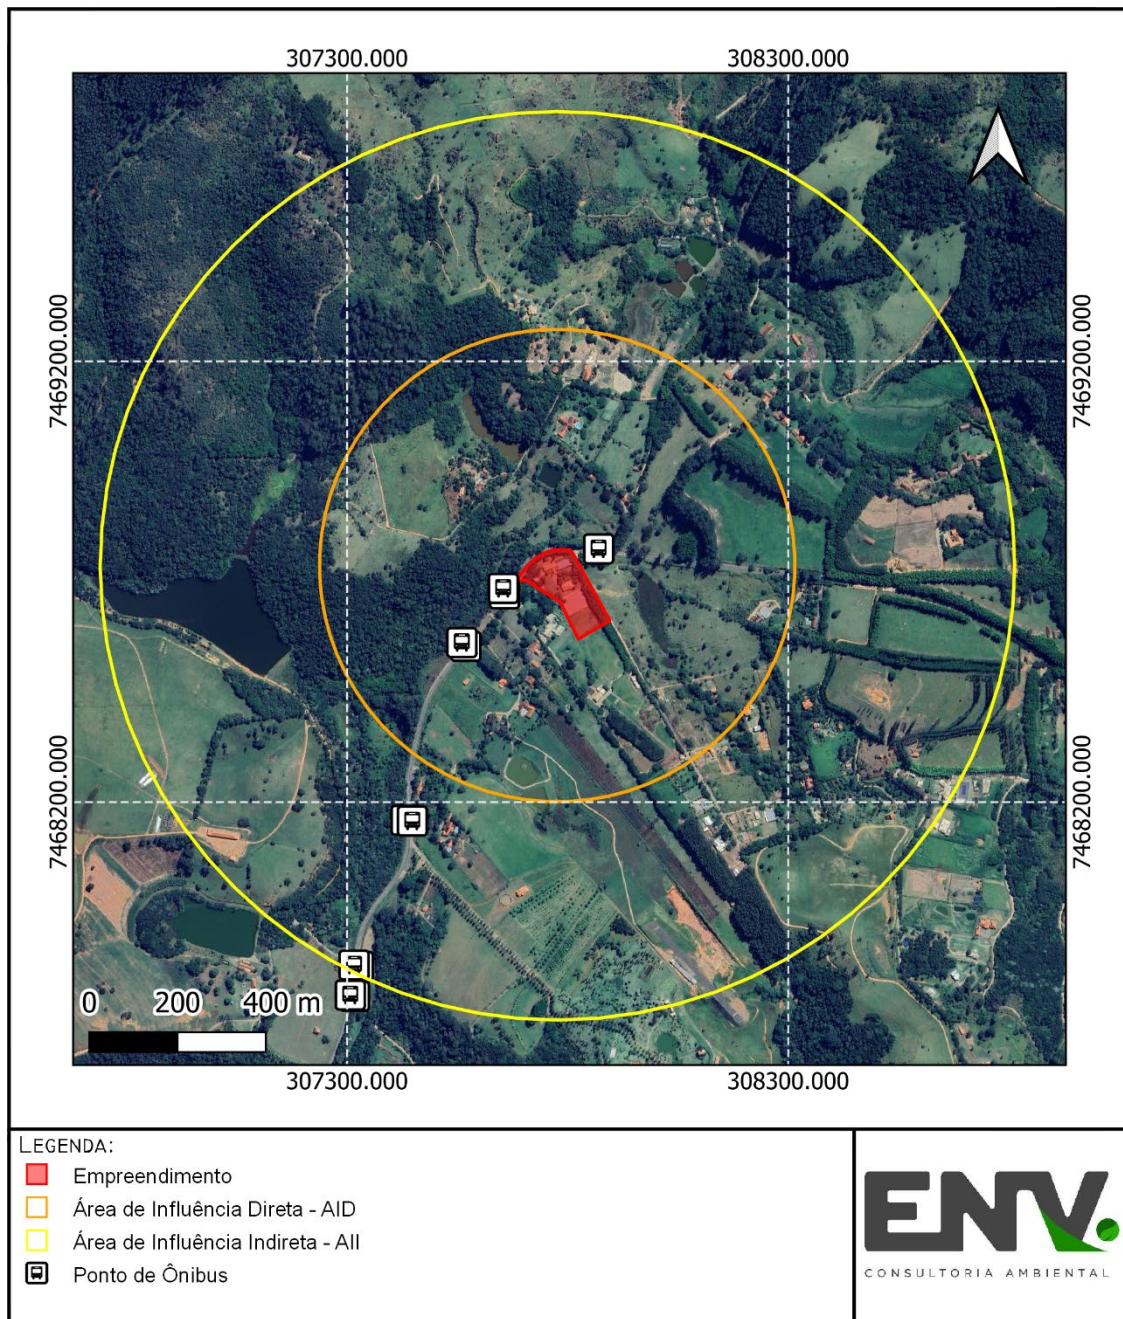 307300.000 308300.000
7469200.000 7469200.000
7468200.000 7468200.000
0 200 400 m
307300.000 308300.000
LEGENDA:
Empreendimento
Área de Influência Direta - AID
Área de Influência Indireta - AII
Ponto de Ônibus
ENV.
CONSULTORIA AMBIENTAL